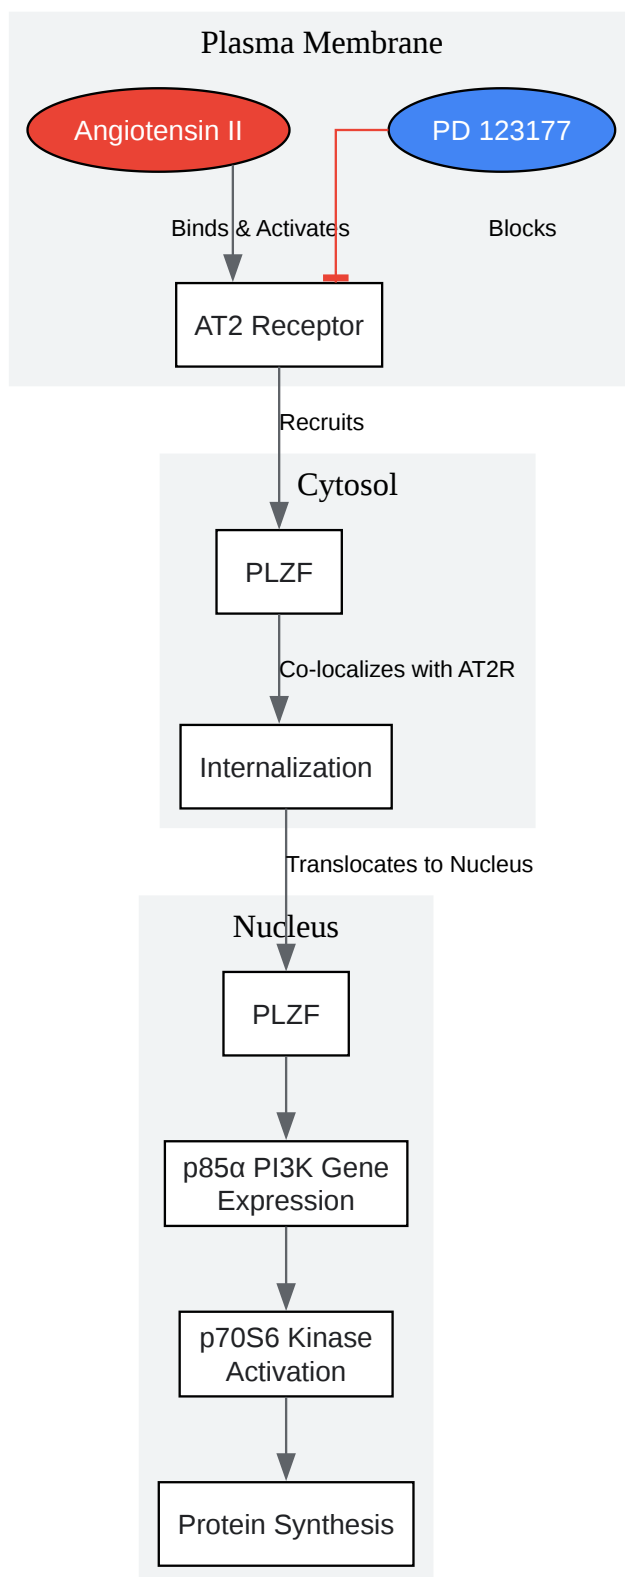 Plasma Membrane
Angiotensin II
PD 123177
Binds & Activates
Blocks
AT2 Receptor
Recruits
Cytosol
PLZF
Co-localizes with AT2R
Internalization
Translocates to Nucleus
Nucleus
PLZF
p85α PI3K Gene
Expression
p70S6 Kinase
Activation
Protein Synthesis